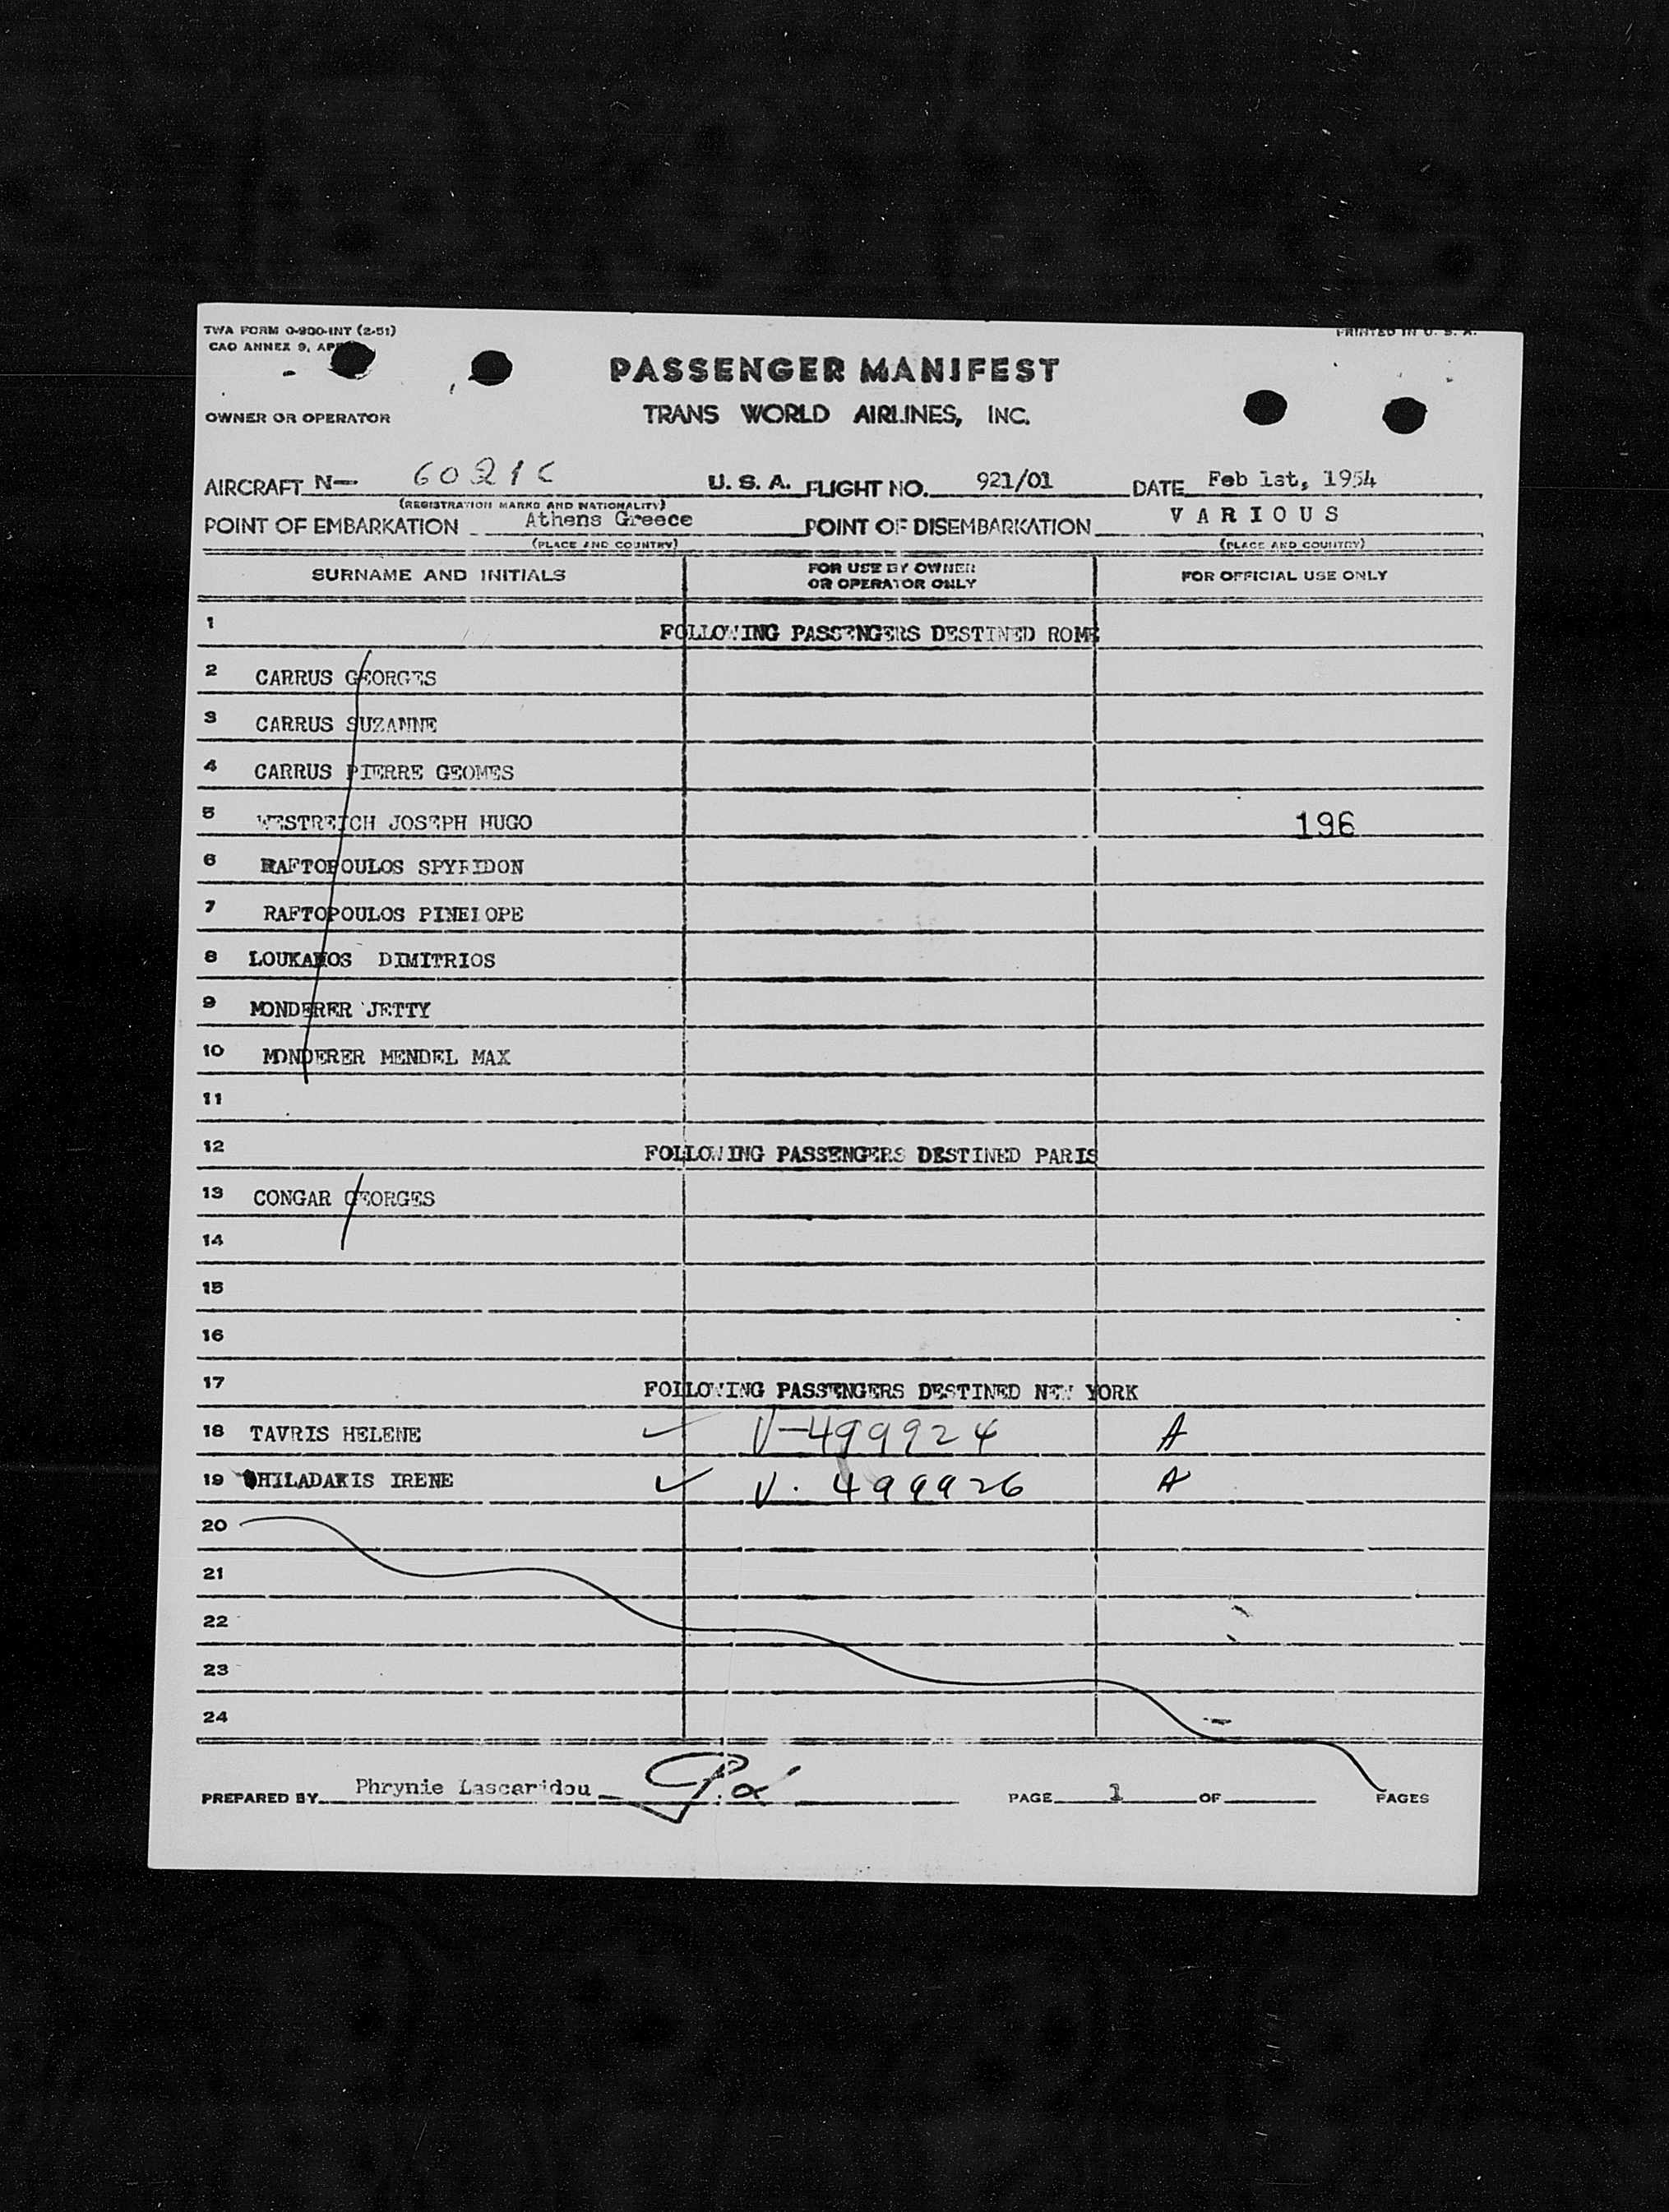 TWA FORM O-900-INT (2-51)
PRINTED IN U. S. A.
CAO ANNEX 9,
PASSENGER MANIFEST
OWNER OR OPERATOR
TRANS WORLD AIRLINES, INC.
AIRCRAFT N— 6021C U. S. A. FLIGHT NO. 921/01 DATE Feb 1st, 1954
(REGISTRATION MARKS AND NATIONALITY)
POINT OF EMBARKATION Athens Greece POINT OF DISEMBARKATION VARIOUS
(PLACE AND COUNTRY) (PLACE AND COUNTRY)
SURNAME AND INITIALS FOR USE BY OWNER OR OPERATOR ONLY FOR OFFICIAL USE ONLY
1 FOLLOWING PASSENGERS DESTINED ROME
2 CARRUS GEORGES
3 CARRUS SUZANNE
4 CARRUS PIERRE GEOMES
5 WESTREICH JOSEPH HUGO 196
6 RAFTOPOULOS SPYRIDON
7 RAFTOPOULOS PINELOPE
8 DIMITRIOS
9 MONDERER JETTY
10 MONDERER MENDEL MAX
11
12 FOLLOWING PASSENGERS DESTINED PARIS
13 CONGAR GEORGES
14
15
16
17 FOLLOWING PASSENGERS DESTINED NEW YORK
18 TAVRIS HELENE ✓ V-499924 A
19 IRENE ✓ V. 499926 A
20
21
22
23
24
PREPARED BY Phrynie Lascaridou P.L PAGE 1 OF PAGES